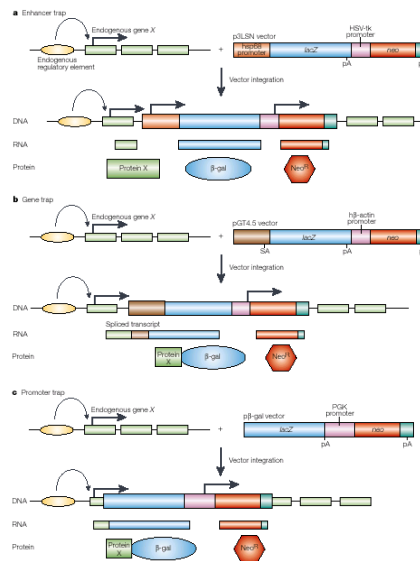 a Enhancer trap
Endogenous gene X
Endogenous
regulatory element
+
p3LSN vector
HSV-tk
promoter
hsp68
promoter
lacZ
neo
pA
p
Vector integration
DNA
RNA
Protein
Protein X
β-gal
NeoR
b Gene trap
Endogenous gene X
+
pGT4.5 vector
hβ-actin
promoter
lacZ
neo
SA
pA
p
Vector integration
DNA
Spliced transcript
RNA
Protein
Protein
X
β-gal
NeoR
c Promoter trap
Endogenous gene X
+
pβ-gal vector
PGK
promoter
lacZ
neo
pA
pA
Vector integration
DNA
RNA
Protein
Protein
X
β-gal
NeoR